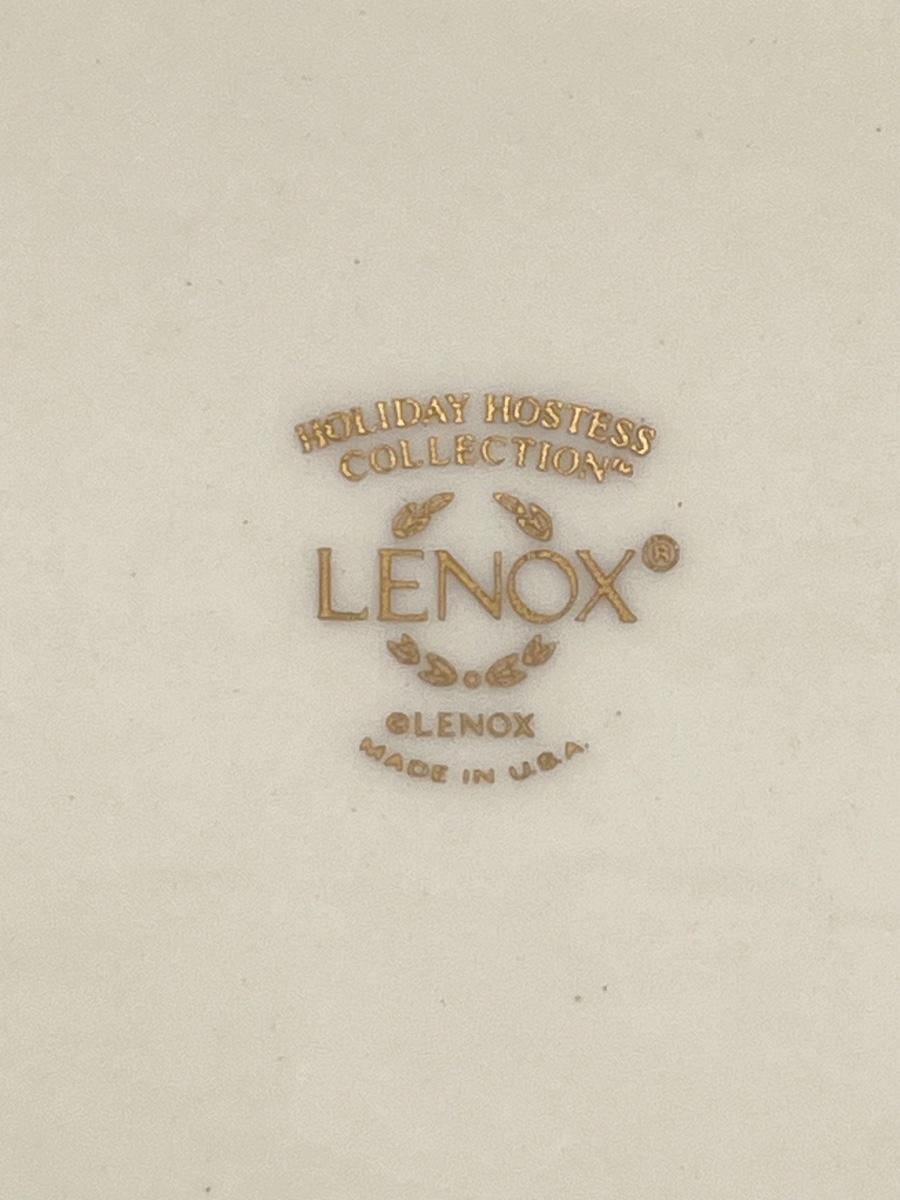 HOLIDAY HOSTESS
COLLECTION™
LENOX®
©LENOX
MADE IN U.S.A.